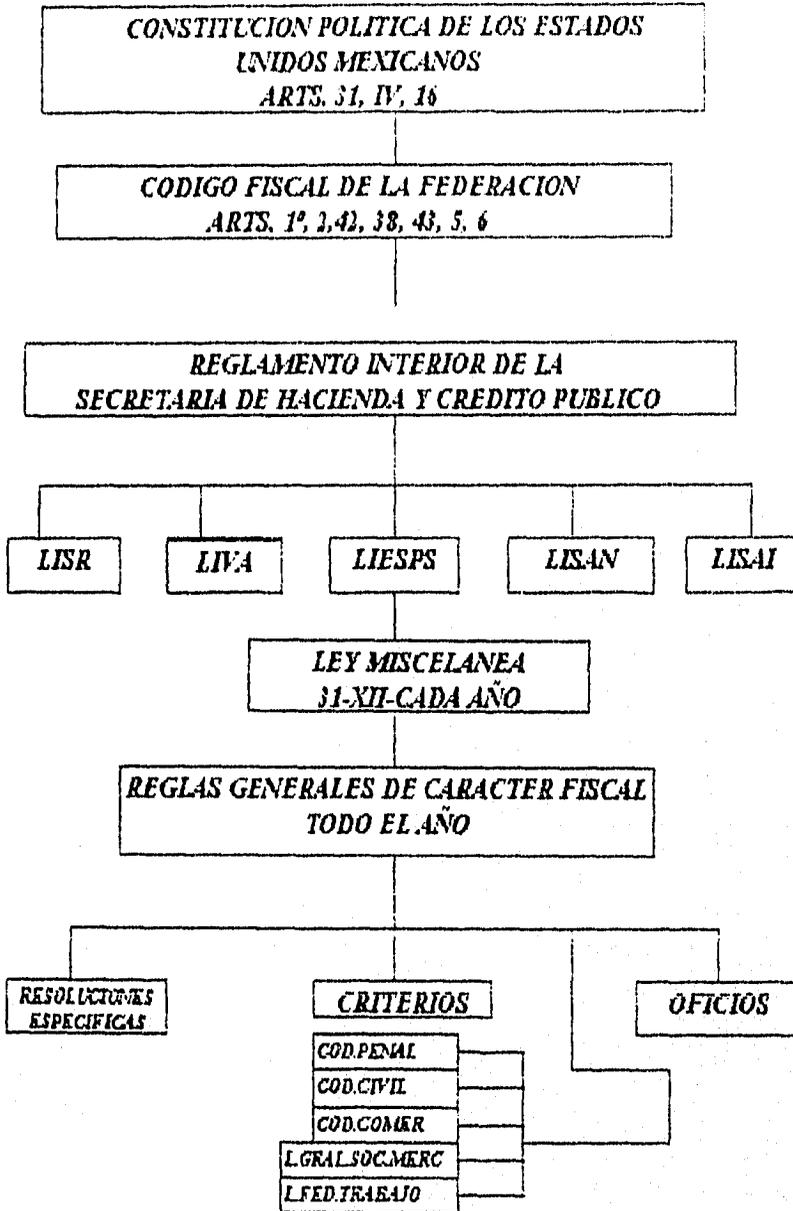 CONSTITUCION POLITICA DE LOS ESTADOS
UNIDOS MEXICANOS
ARTS. 31, IV, 16
CODIGO FISCAL DE LA FEDERACION
ARTS. 1º, 2,42, 38, 43, 5, 6
REGLAMENTO INTERIOR DE LA
SECRETARIA DE HACIENDA Y CREDITO PUBLICO
LISR
LIVA
LIESPS
LISAN
LISAI
LEY MISCELANEA
31-XII-CADA AÑO
REGLAS GENERALES DE CARACTER FISCAL
TODO EL AÑO
RESOLUCIONES
ESPECIFICAS
CRITERIOS
OFICIOS
COD.PENAL
COD.CIVIL
COD.COMER
L.GRAL.SOC.MERC
L.FED.TRABAJO